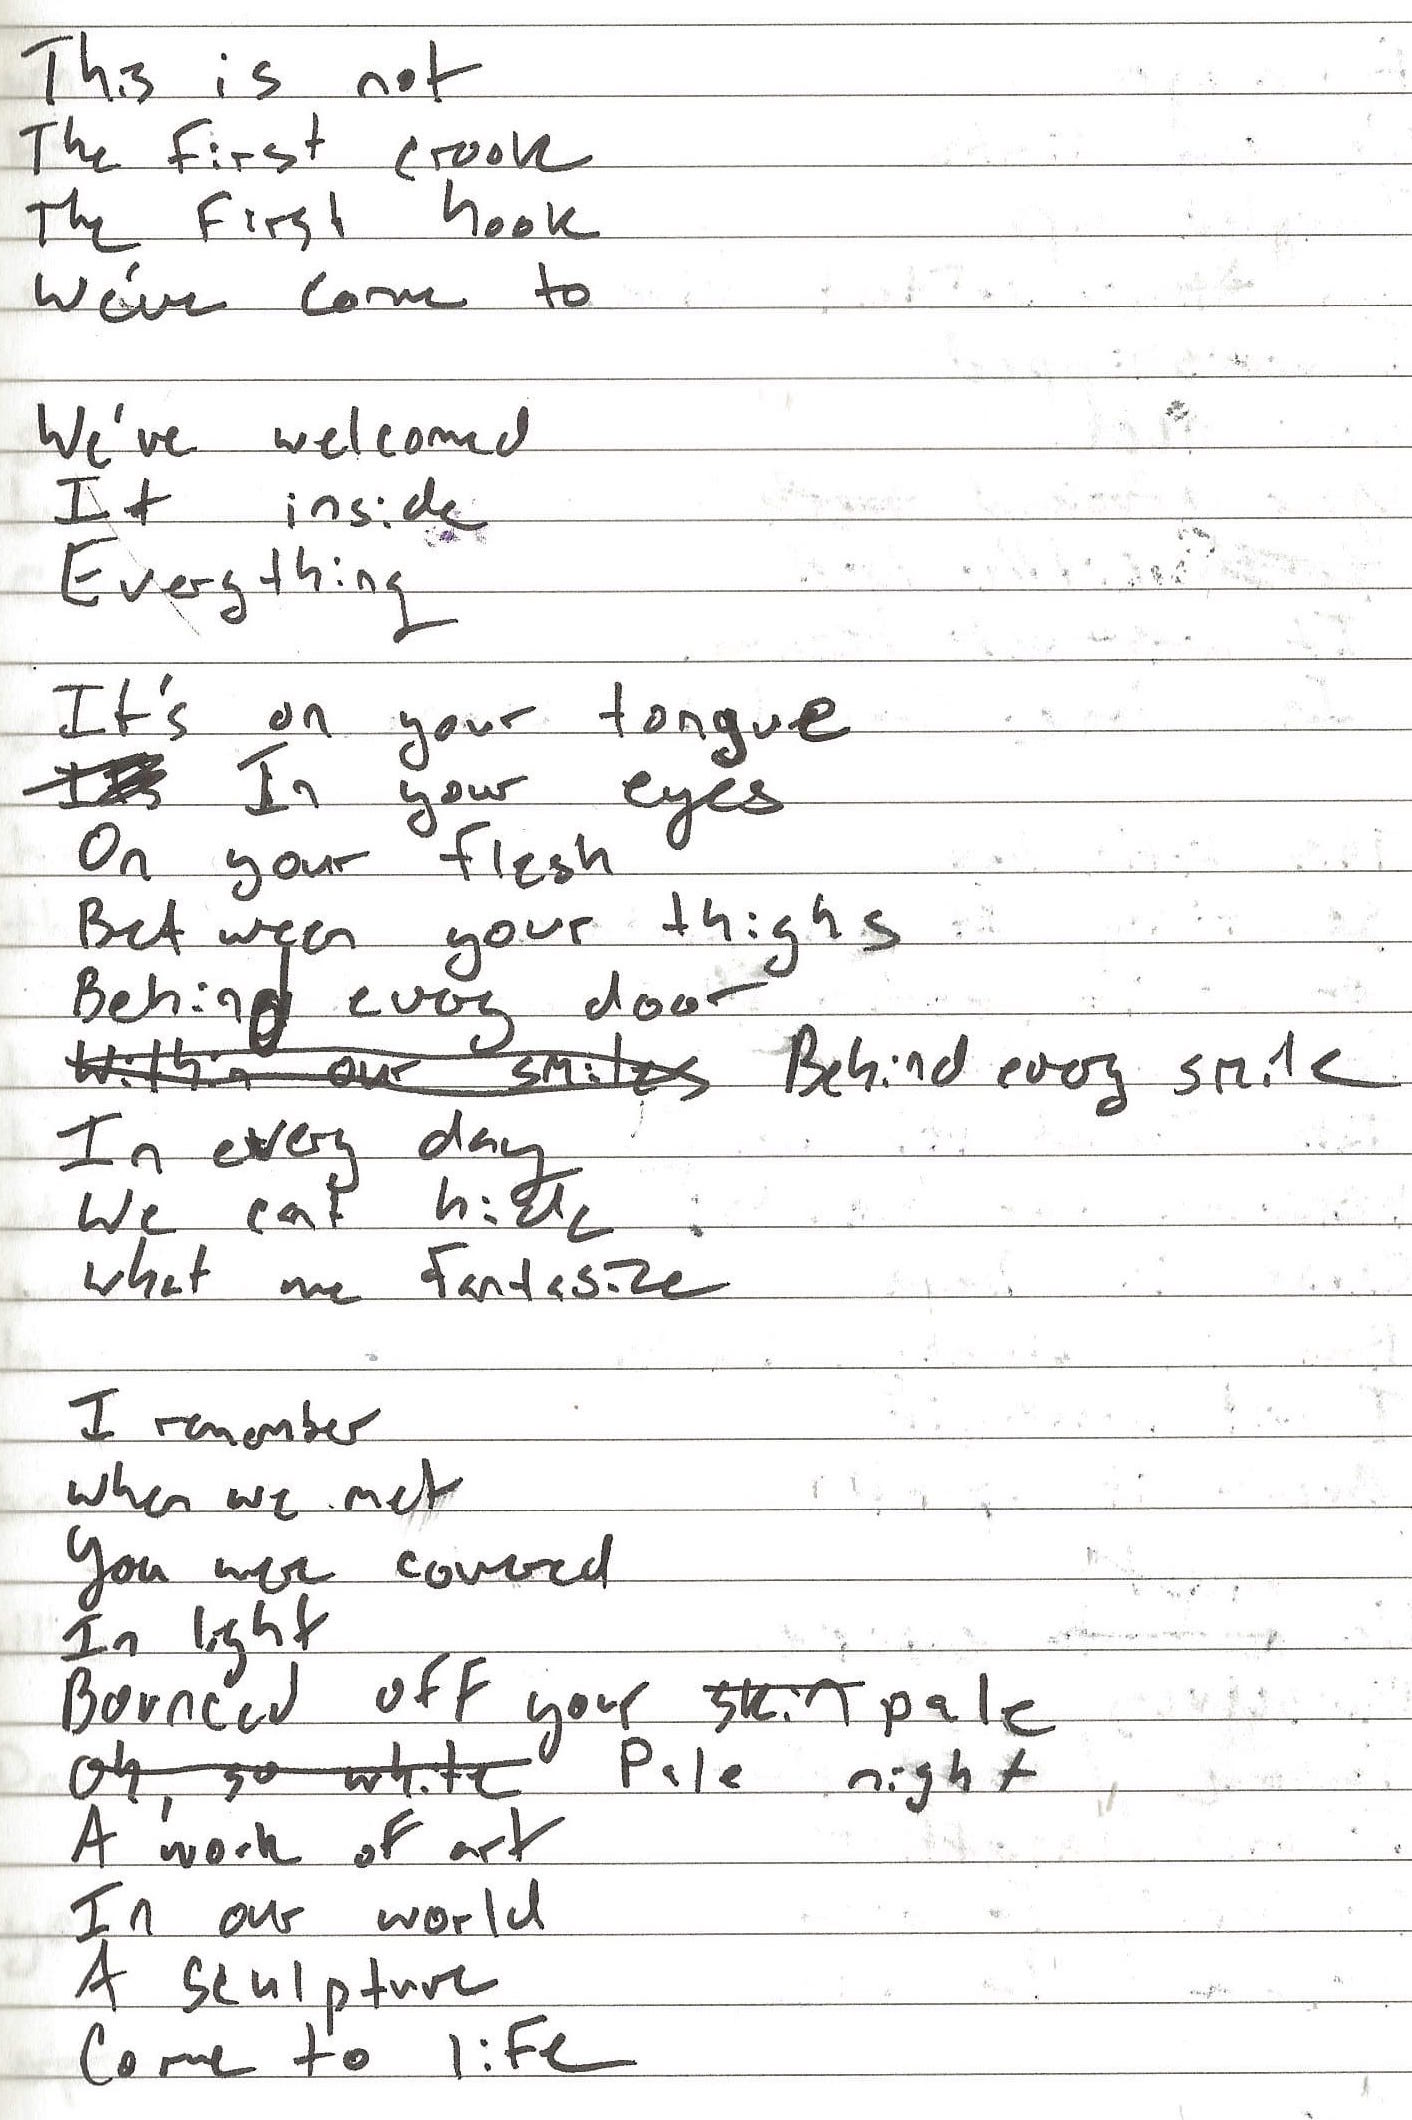 This is not
The first crook
The First hook
We've come to
We've welcomed
It inside
Everything
It's on your tongue
In your eyes
On your flesh
Between your thighs
Behind every door
Within our smiles Behind every smile
In every day
We eat hide
What we Fantasize
I remember
When we met
You were covered
In light
Bounced off your skin pale
Oh, so white Pale night
A work of art
In our world
A sculpture
Come to life